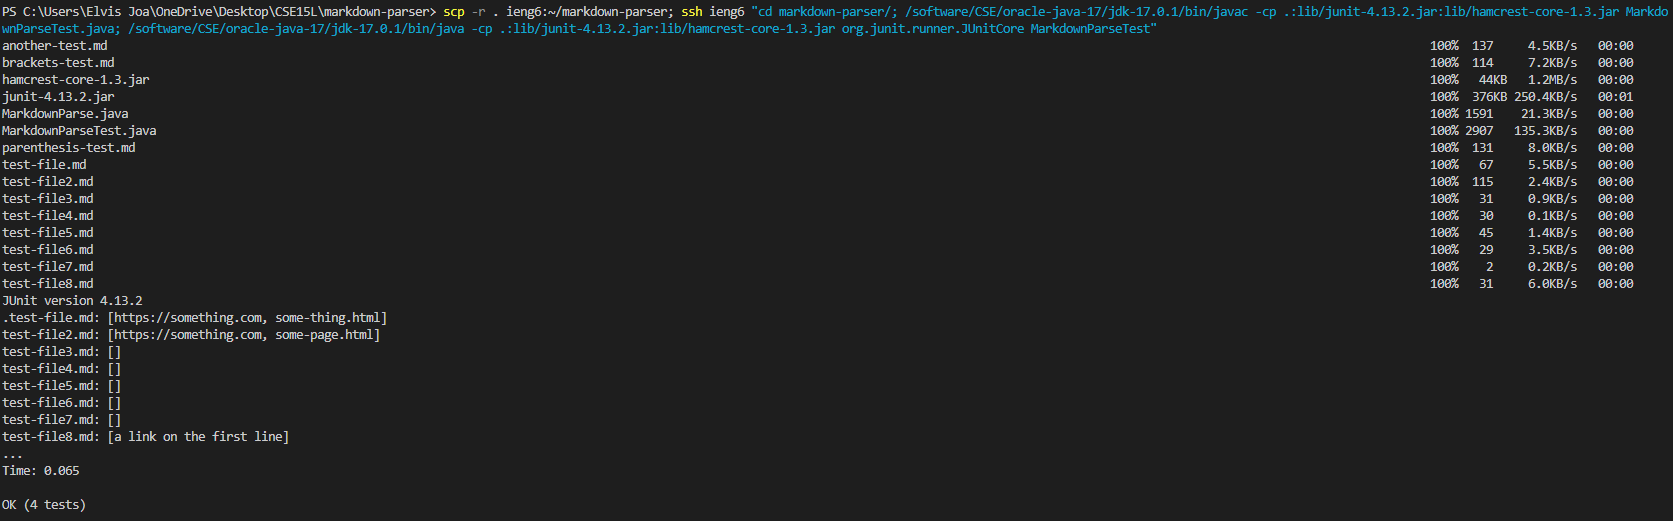 PS C:\Users\Elvis Joa\OneDrive\Desktop\CSE15L\markdown-parser> scp -r . ieng6:~/markdown-parser; ssh ieng6 "cd markdown-parser/; /software/CSE/oracle-java-17/jdk-17.0.1/bin/javac -cp .:lib/junit-4.13.2.jar:lib/hamcrest-core-1.3.jar Markdo
wnParseTest.java; /software/CSE/oracle-java-17/jdk-17.0.1/bin/java -cp .:lib/junit-4.13.2.jar:lib/hamcrest-core-1.3.jar org.junit.runner.JUnitCore MarkdownParseTest"
another-test.md 100% 137 4.5KB/s 00:00
brackets-test.md 100% 114 7.2KB/s 00:00
hamcrest-core-1.3.jar 100% 44KB 1.2MB/s 00:00
junit-4.13.2.jar 100% 376KB 250.4KB/s 00:01
MarkdownParse.java 100% 1591 21.3KB/s 00:00
MarkdownParseTest.java 100% 2907 135.3KB/s 00:00
parenthesis-test.md 100% 131 8.0KB/s 00:00
test-file.md 100% 67 5.5KB/s 00:00
test-file2.md 100% 115 2.4KB/s 00:00
test-file3.md 100% 31 0.9KB/s 00:00
test-file4.md 100% 30 0.1KB/s 00:00
test-file5.md 100% 45 1.4KB/s 00:00
test-file6.md 100% 29 3.5KB/s 00:00
test-file7.md 100% 2 0.2KB/s 00:00
test-file8.md 100% 31 6.0KB/s 00:00
JUnit version 4.13.2
.test-file.md: [https://something.com, some-thing.html]
test-file2.md: [https://something.com, some-page.html]
test-file3.md: []
test-file4.md: []
test-file5.md: []
test-file6.md: []
test-file7.md: []
test-file8.md: [a link on the first line]
...
Time: 0.065
OK (4 tests)